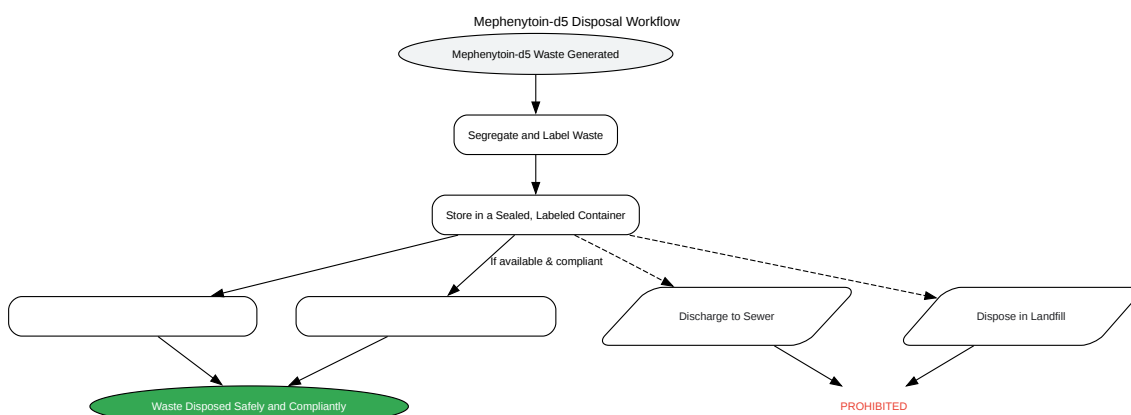 Mephenytoin-d5 Disposal Workflow
Mephenytoin-d5 Waste Generated
Segregate and Label Waste
Store in a Sealed, Labeled Container
If available & compliant
Discharge to Sewer
Dispose in Landfill
Waste Disposed Safely and Compliantly
PROHIBITED